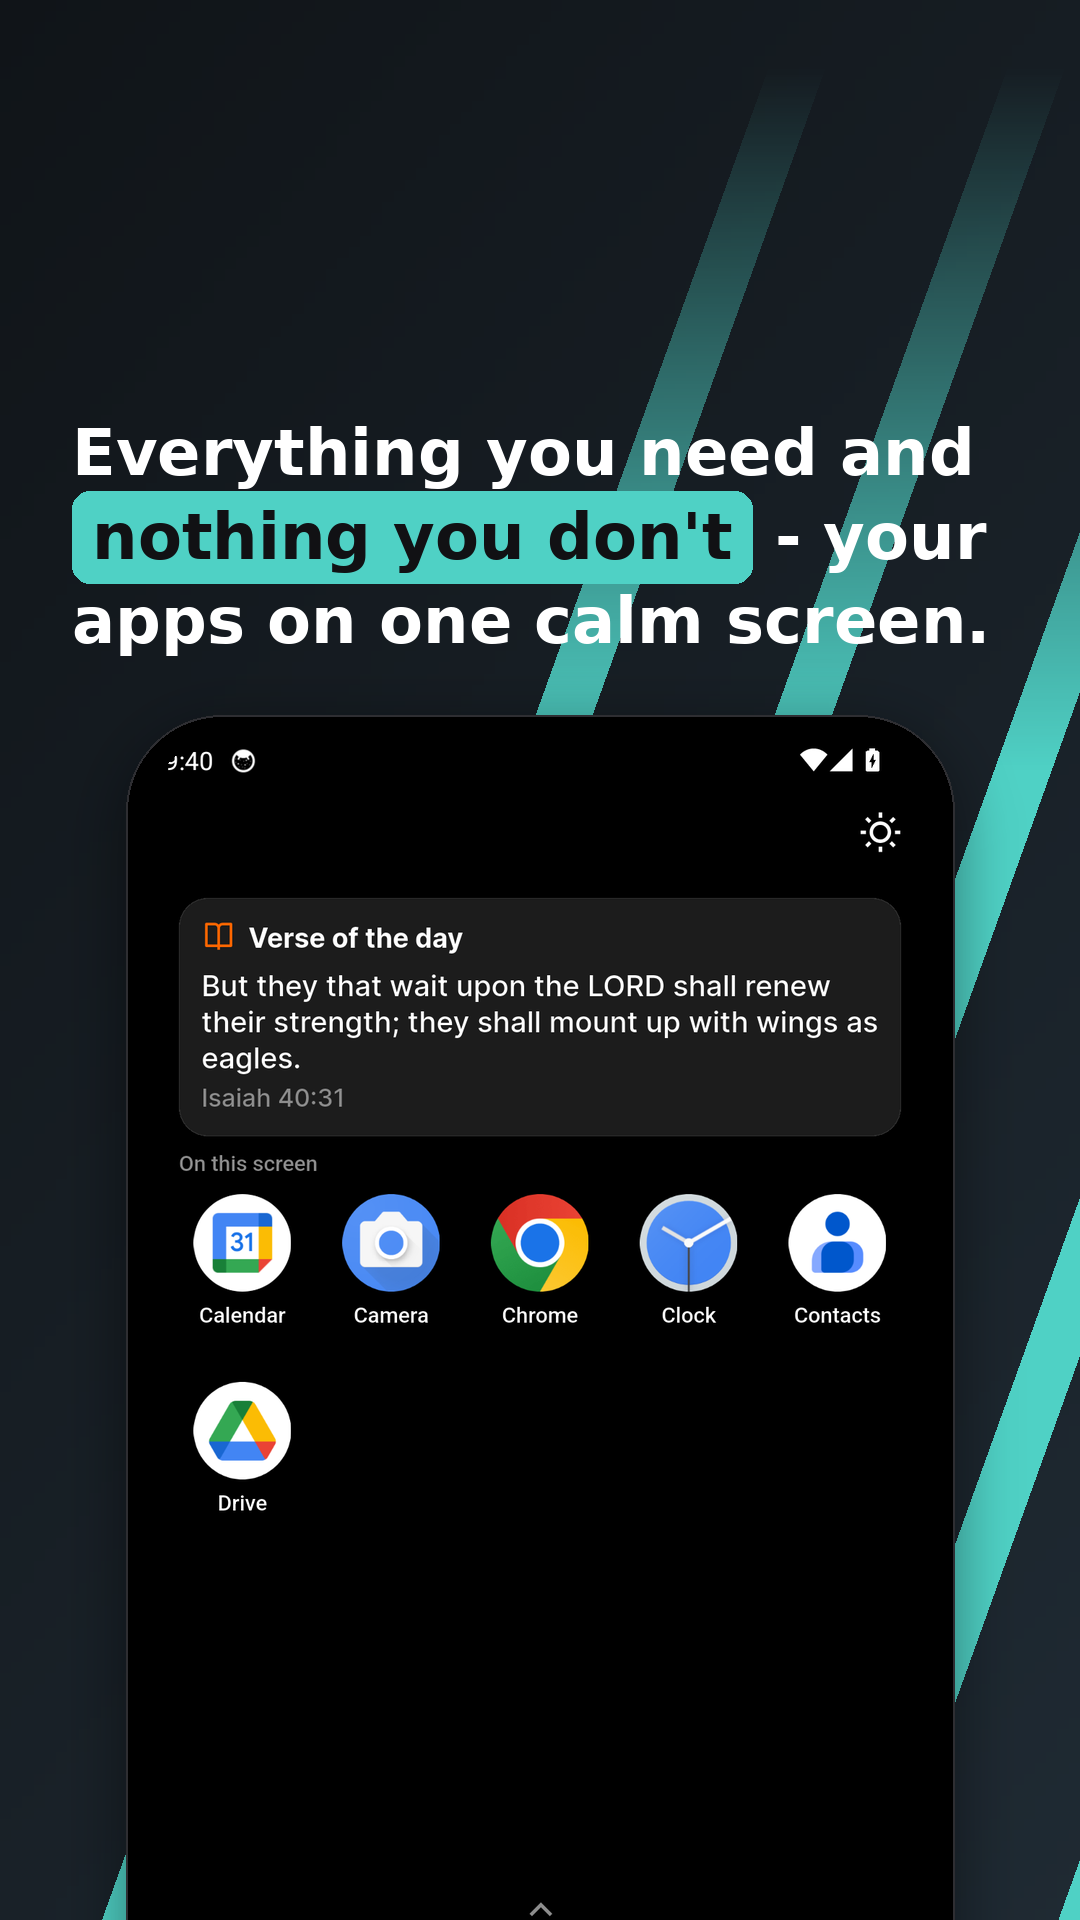 Everything you need and
nothing you don't - your
apps on one calm screen.
9:40
Verse of the day
But they that wait upon the LORD shall renew
their strength; they shall mount up with wings as
eagles.
Isaiah 40:31
On this screen
31
Calendar Camera Chrome Clock Contacts
Drive